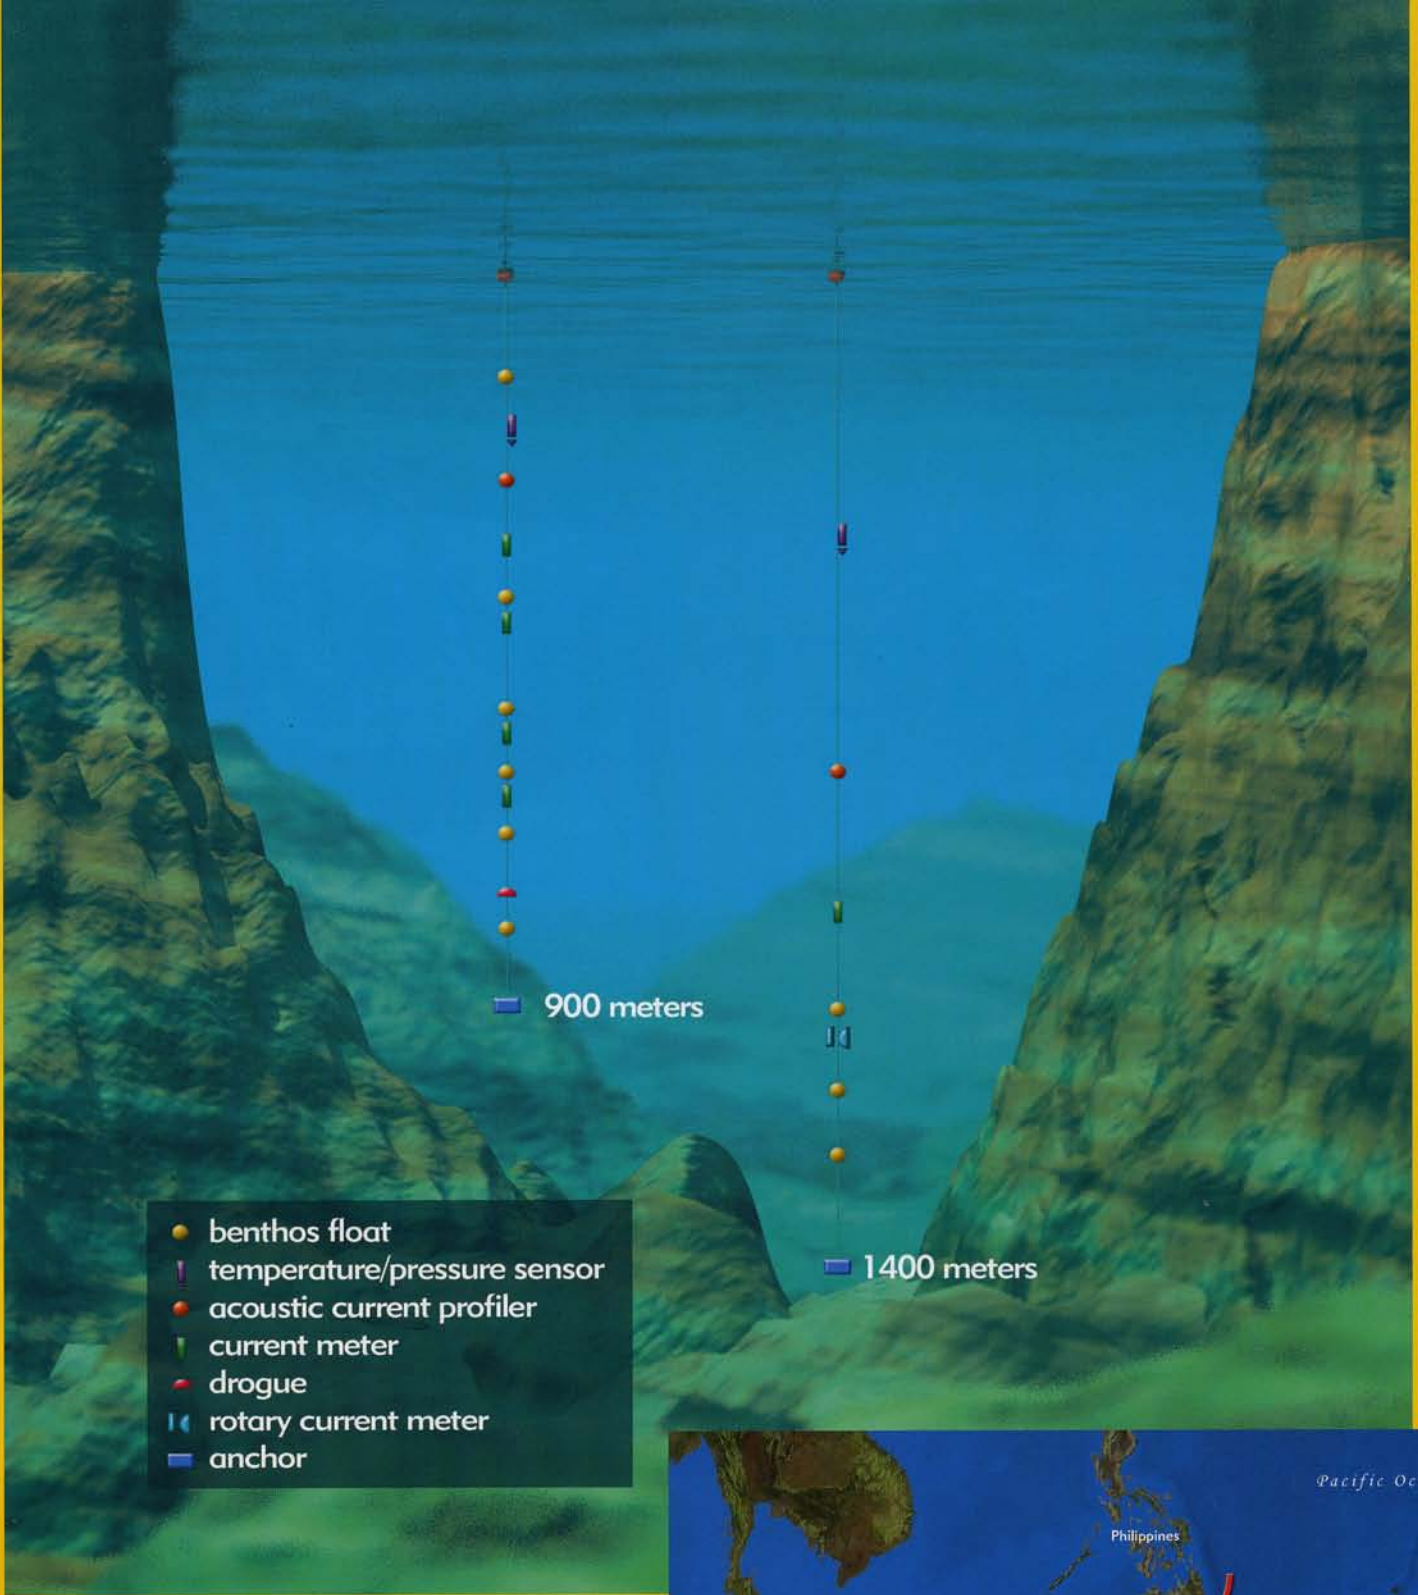 900 meters
1400 meters
benthos float
temperature/pressure sensor
acoustic current profiler
current meter
drogue
rotary current meter
anchor
Pacific Oc
Philippines